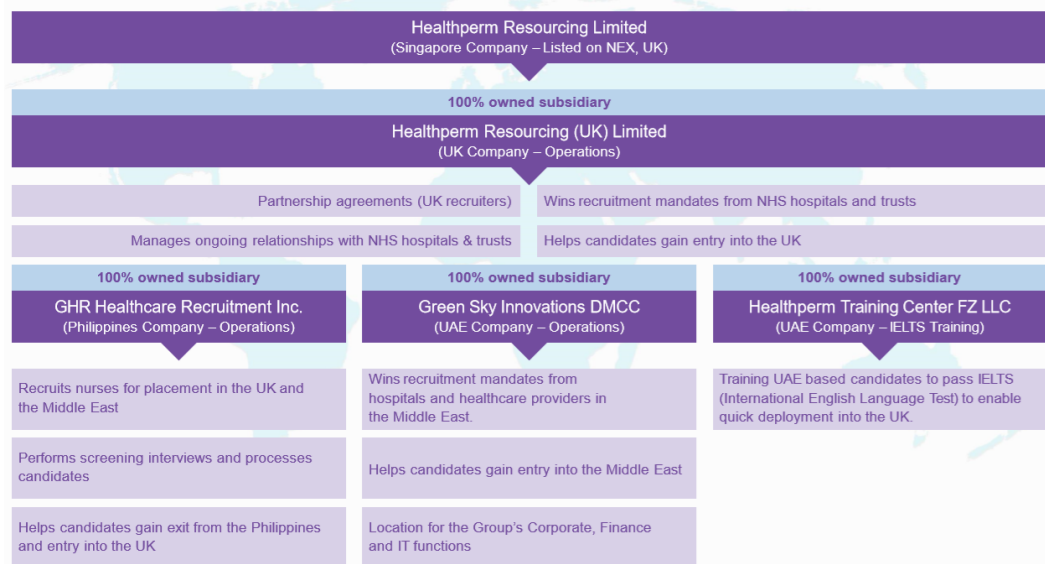 Healthperm Resourcing Limited
(Singapore Company – Listed on NEX, UK)
100% owned subsidiary
Healthperm Resourcing (UK) Limited
(UK Company – Operations)
Partnership agreements (UK recruiters)
Wins recruitment mandates from NHS hospitals and trusts
Manages ongoing relationships with NHS hospitals & trusts
Helps candidates gain entry into the UK
100% owned subsidiary
GHR Healthcare Recruitment Inc.
(Philippines Company – Operations)
Recruits nurses for placement in the UK and
the Middle East
Performs screening interviews and processes
candidates
Helps candidates gain exit from the Philippines
and entry into the UK
100% owned subsidiary
Green Sky Innovations DMCC
(UAE Company – Operations)
Wins recruitment mandates from
hospitals and healthcare providers in
the Middle East.
Helps candidates gain entry into the Middle East
Location for the Group's Corporate, Finance
and IT functions
100% owned subsidiary
Healthperm Training Center FZ LLC
(UAE Company – IELTS Training)
Training UAE based candidates to pass IELTS
(International English Language Test) to enable
quick deployment into the UK.